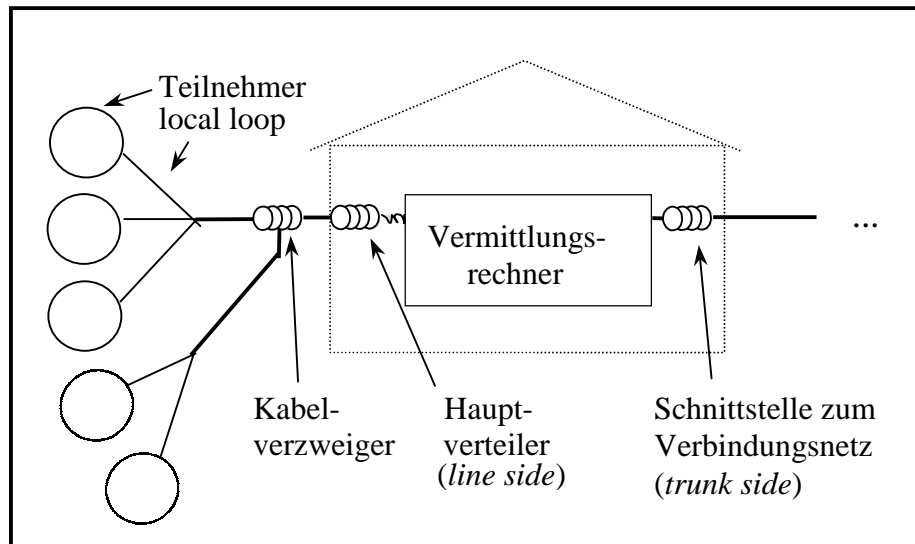 Teilnehmer
local loop
Vermittlungs-
rechner
...
Kabel-
verzweiger
Haupt-
verteiler
(line side)
Schnittstelle zum
Verbindungsnetz
(trunk side)